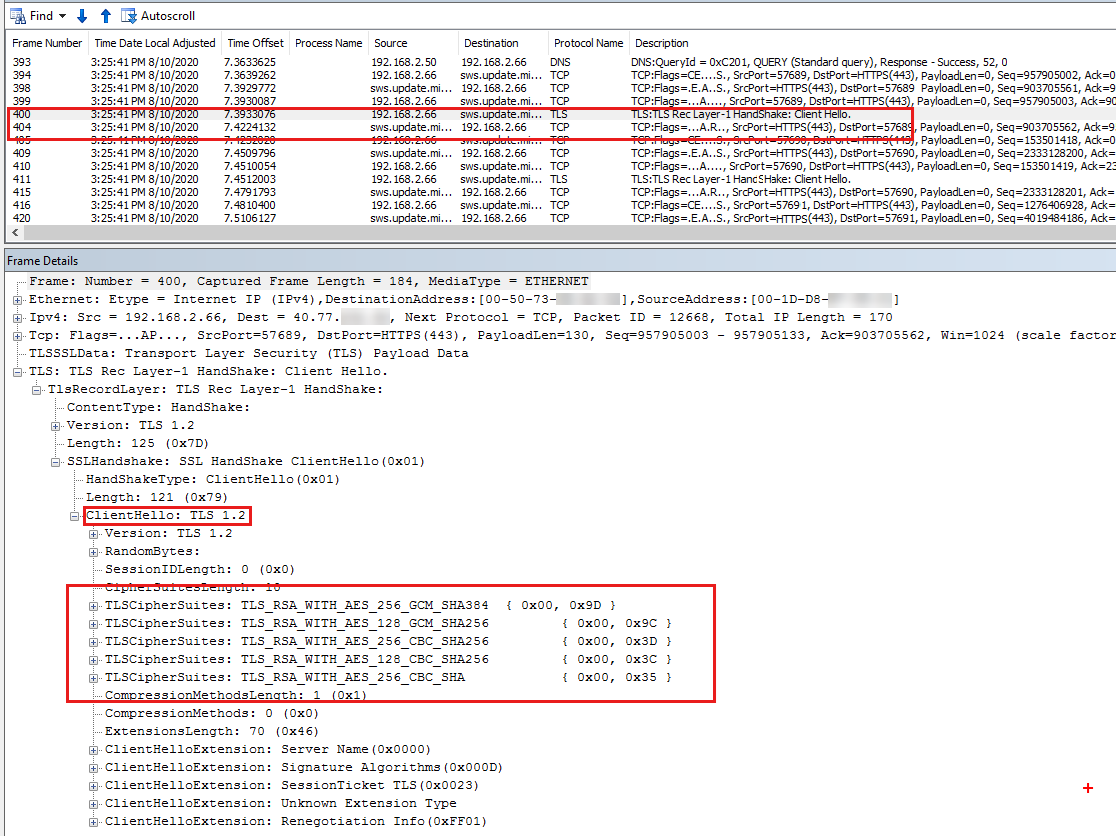 Find Autoscroll
Frame Number Time Date Local Adjusted Time Offset Process Name Source Destination Protocol Name Description
393 3:25:41 PM 8/10/2020 7.3633625 192.168.2.50 192.168.2.66 DNS DNS:QueryId = 0xC201, QUERY (Standard query), Response - Success, 52, 0
394 3:25:41 PM 8/10/2020 7.3639262 192.168.2.66 sws.update.mi... TCP TCP:Flags=CE....S., SrcPort=57689, DstPort=HTTPS(443), PayloadLen=0, Seq=957905002, Ack=
398 3:25:41 PM 8/10/2020 7.3929772 sws.update.mi... 192.168.2.66 TCP TCP:Flags=.E.A..S., SrcPort=HTTPS(443), DstPort=57689, PayloadLen=0, Seq=903705561, Ack=
399 3:25:41 PM 8/10/2020 7.3930087 192.168.2.66 sws.update.mi... TCP TCP:Flags=...A...., SrcPort=57689, DstPort=HTTPS(443), PayloadLen=0, Seq=957905003, Ack=
400 3:25:41 PM 8/10/2020 7.3933076 192.168.2.66 sws.update.mi... TLS TLS:TLS Rec Layer-1 HandShake: Client Hello.
404 3:25:41 PM 8/10/2020 7.4224132 sws.update.mi... 192.168.2.66 TCP TCP:Flags=...A.R.., SrcPort=HTTPS(443), DstPort=57689, PayloadLen=0, Seq=903705562, Ack=
405 3:25:41 PM 8/10/2020 192.168.2.66 sws.update.mi... TCP TCP:Flags=CE....S., SrcPort=57690, DstPort=HTTPS(443), PayloadLen=0, Seq=153501418, Ack=
409 3:25:41 PM 8/10/2020 7.4509796 sws.update.mi... 192.168.2.66 TCP TCP:Flags=.E.A..S., SrcPort=HTTPS(443), DstPort=57690, PayloadLen=0, Seq=2333128200, Ack=
410 3:25:41 PM 8/10/2020 7.4510054 192.168.2.66 sws.update.mi... TCP TCP:Flags=...A...., SrcPort=57690, DstPort=HTTPS(443), PayloadLen=0, Seq=153501419, Ack=23
411 3:25:41 PM 8/10/2020 7.4512003 192.168.2.66 sws.update.mi... TLS TLS:TLS Rec Layer-1 HandShake: Client Hello.
415 3:25:41 PM 8/10/2020 7.4791793 sws.update.mi... 192.168.2.66 TCP TCP:Flags=...A.R.., SrcPort=HTTPS(443), DstPort=57690, PayloadLen=0, Seq=2333128201, Ack=
416 3:25:41 PM 8/10/2020 7.4810400 192.168.2.66 sws.update.mi... TCP TCP:Flags=CE....S., SrcPort=57691, DstPort=HTTPS(443), PayloadLen=0, Seq=1276406928, Ack=
420 3:25:41 PM 8/10/2020 7.5106127 sws.update.mi... 192.168.2.66 TCP TCP:Flags=.E.A..S., SrcPort=HTTPS(443), DstPort=57691, PayloadLen=0, Seq=4019484186, Ack=
Frame Details
Frame: Number = 400, Captured Frame Length = 184, MediaType = ETHERNET
Ethernet: Etype = Internet IP (IPv4),DestinationAddress:[00-50-73- ],SourceAddress:[00-1D-D8- ]
Ipv4: Src = 192.168.2.66, Dest = 40.77. , Next Protocol = TCP, Packet ID = 12668, Total IP Length = 170
Tcp: Flags=...AP..., SrcPort=57689, DstPort=HTTPS(443), PayloadLen=130, Seq=957905003 - 957905133, Ack=903705562, Win=1024 (scale factor
TLSSSLData: Transport Layer Security (TLS) Payload Data
TLS: TLS Rec Layer-1 HandShake: Client Hello.
TlsRecordLayer: TLS Rec Layer-1 HandShake:
ContentType: HandShake:
Version: TLS 1.2
Length: 125 (0x7D)
SSLHandshake: SSL HandShake ClientHello(0x01)
HandShakeType: ClientHello(0x01)
Length: 121 (0x79)
ClientHello: TLS 1.2
Version: TLS 1.2
RandomBytes:
SessionIDLength: 0 (0x0)
CipherSuitesLength: 10
TLSCipherSuites: TLS_RSA_WITH_AES_256_GCM_SHA384 { 0x00, 0x9D }
TLSCipherSuites: TLS_RSA_WITH_AES_128_GCM_SHA256 { 0x00, 0x9C }
TLSCipherSuites: TLS_RSA_WITH_AES_256_CBC_SHA256 { 0x00, 0x3D }
TLSCipherSuites: TLS_RSA_WITH_AES_128_CBC_SHA256 { 0x00, 0x3C }
TLSCipherSuites: TLS_RSA_WITH_AES_256_CBC_SHA { 0x00, 0x35 }
CompressionMethodsLength: 1 (0x1)
CompressionMethods: 0 (0x0)
ExtensionsLength: 70 (0x46)
ClientHelloExtension: Server Name(0x0000)
ClientHelloExtension: Signature Algorithms(0x000D)
ClientHelloExtension: SessionTicket TLS(0x0023)
ClientHelloExtension: Unknown Extension Type
ClientHelloExtension: Renegotiation Info(0xFF01)